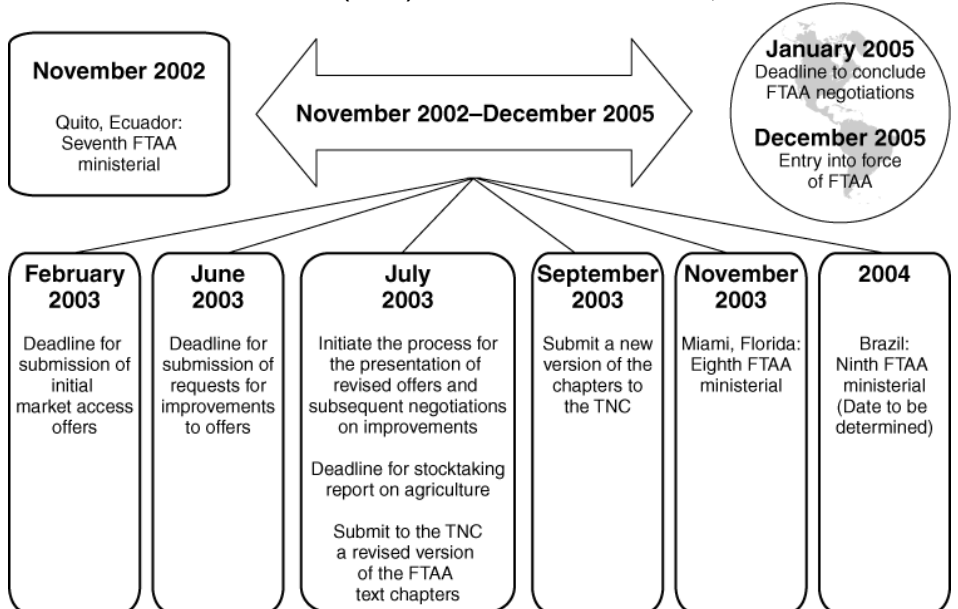 November 2002
Quito, Ecuador:
Seventh FTAA
ministerial
November 2002–December 2005
January 2005
Deadline to conclude
FTAA negotiations
December 2005
Entry into force
of FTAA
February
2003
Deadline for
submission of
initial
market access
offers
June
2003
Deadline for
submission of
requests for
improvements
to offers
July
2003
Initiate the process for
the presentation of
revised offers and
subsequent negotiations
on improvements
Deadline for stocktaking
report on agriculture
Submit to the TNC
a revised version
of the FTAA
text chapters
September
2003
Submit a new
version of the
chapters to
the TNC
November
2003
Miami, Florida:
Eighth FTAA
ministerial
2004
Brazil:
Ninth FTAA
ministerial
(Date to be
determined)